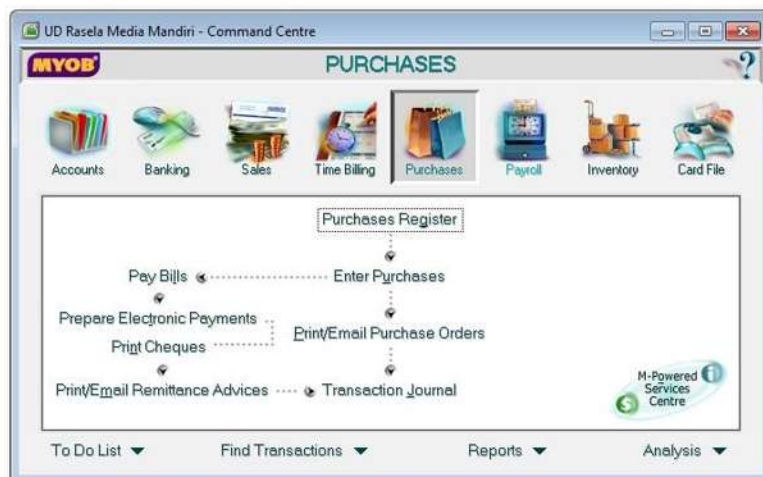 UD Rasela Media Mandiri - Command Centre
MYOB PURCHASES ?
Accounts Banking Sales Time Billing Purchases Payroll Inventory Card File
Purchases Register
Pay Bills Enter Purchases
Prepare Electronic Payments
Print/Email Purchase Orders
Print Cheques
Print/Email Remittance Advices Transaction Journal
M-Powered
Services
Centre
To Do List Find Transactions Reports Analysis